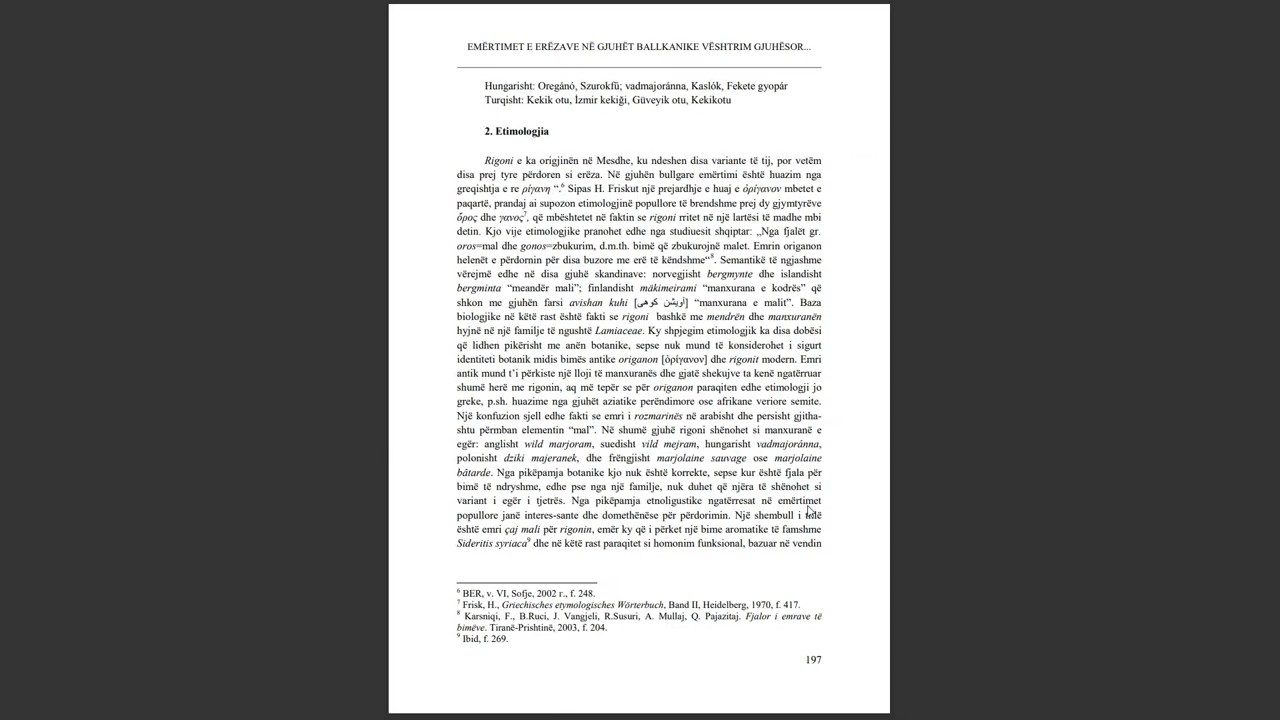 EMËRTIMET E ERËZAVE NË GJUHËT BALLKANIKE VËSHTRIM GJUHËSOR...
Hungarisht: Oregánó, Szurokfű; vadmajoránna, Kaslók, Fekete gyopár
Turqisht: Kekik otu, İzmir kekiği, Güveyik otu, Kekikotu
2. Etimologjia
Rigoni e ka origjinën në Mesdhe, ku ndeshen disa variante të tij, por vetëm
disa prej tyre përdoren si erëza. Në gjuhën bullgare emërtimi është huazim nga
greqishtja e re ρίγανη “.6 Sipas H. Friskut një prejardhje e huaj e όρίγανον mbetet e
paqartë, prandaj ai supozon etimologjinë popullore të brendshme prej dy gjymtyrëve
ὄρος dhe γανος7, që mbështetet në faktin se rigoni rritet në një lartësi të madhe mbi
detin. Kjo vije etimologjike pranohet edhe nga studiuesit shqiptar: „Nga fjalët gr.
oros=mal dhe gonos=zbukurim, d.m.th. bimë që zbukurojnë malet. Emrin origanon
helenët e përdornin për disa buzore me erë të këndshme“8. Semantikë të ngjashme
vërejmë edhe në disa gjuhë skandinave: norvegjisht bergmynte dhe islandisht
bergminta “meandër mali”; finlandisht mäkimeirami “manxurana e kodrës” që
shkon me gjuhën farsi avishan kuhi [آویشن کوهی] “manxurana e malit”. Baza
biologjike në këtë rast është fakti se rigoni bashkë me mendrën dhe manxuranën
hyjnë në një familje të ngushtë Lamiaceae. Ky shpjegim etimologjik ka disa dobësi
që lidhen pikërisht me anën botanike, sepse nuk mund të konsiderohet i sigurt
identiteti botanik midis bimës antike origanon [όρίγανον] dhe rigonit modern. Emri
antik mund t’i përkiste një lloji të manxuranës dhe gjatë shekujve ta kenë ngatërruar
shumë herë me rigonin, aq më tepër se për origanon paraqiten edhe etimologji jo
greke, p.sh. huazime nga gjuhët aziatike perëndimore ose afrikane veriore semite.
Një konfuzion sjell edhe fakti se emri i rozmarinës në arabisht dhe persisht gjitha-
shtu përmban elementin “mal”. Në shumë gjuhë rigoni shënohet si manxuranë e
egër: anglisht wild marjoram, suedisht vild mejram, hungarisht vadmajoránna,
polonisht dziki majeranek, dhe frëngjisht marjolaine sauvage ose marjolaine
bâtarde. Nga pikëpamja botanike kjo nuk është korrekte, sepse kur është fjala për
bimë të ndryshme, edhe pse nga një familje, nuk duhet që njëra të shënohet si
variant i egër i tjetrës. Nga pikëpamja etnoligustike ngatërresat në emërtimet
popullore janë interes-sante dhe domethënëse për përdorimin. Një shembull i tillë
është emri çaj mali për rigonin, emër ky që i përket një bime aromatike të famshme
Sideritis syriaca9 dhe në këtë rast paraqitet si homonim funksional, bazuar në vendin
6 BER, v. VI, Sofje, 2002 г., f. 248.
7 Frisk, H., Griechisches etymologisches Wörterbuch, Band II, Heidelberg, 1970, f. 417.
8 Karsniqi, F., B.Ruci, J. Vangjeli, R.Susuri, A. Mullaj, Q. Pajazitaj. Fjalor i emrave të
bimëve. Tiranë-Prishtinë, 2003, f. 204.
9 Ibid, f. 269.
197